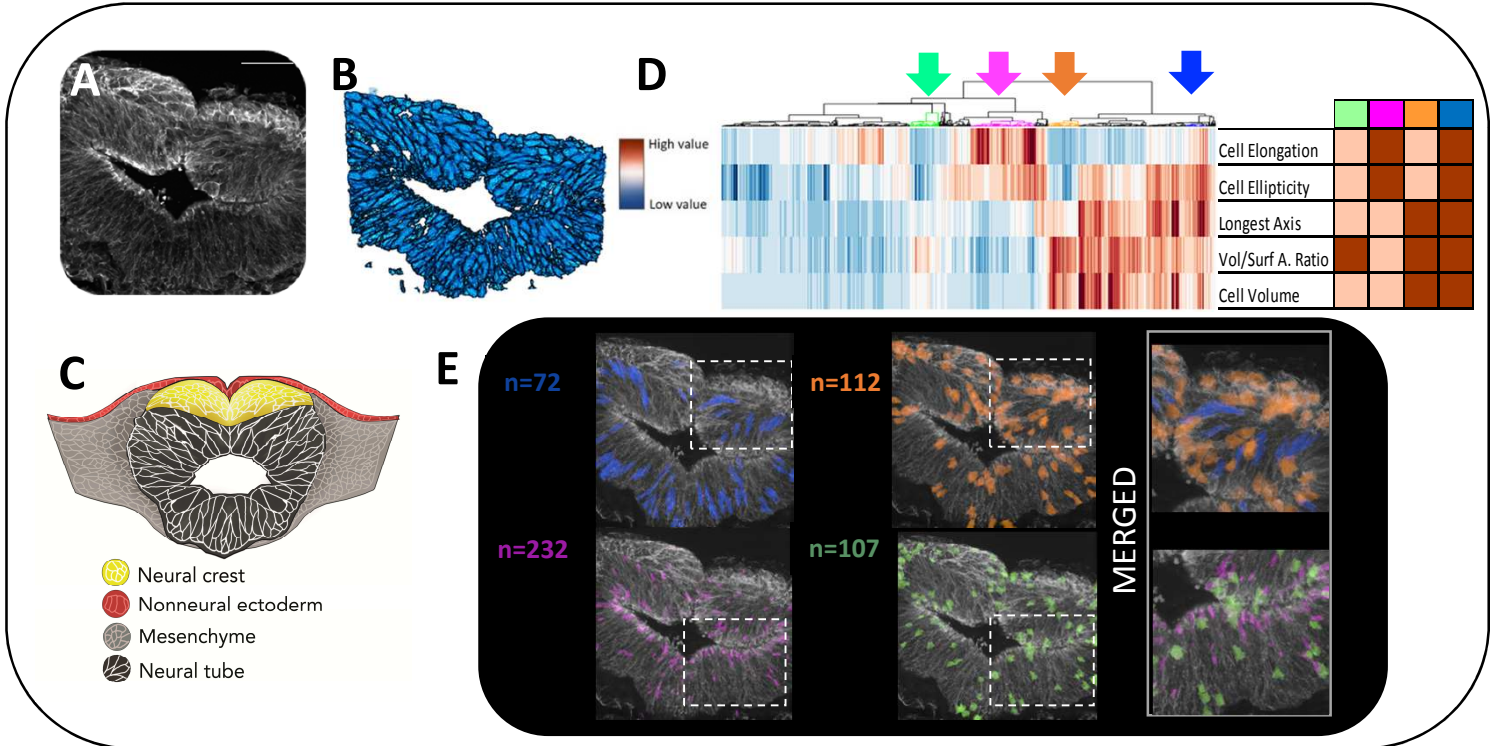 A
B
D
High value
Low value
Cell Elongation
Cell Ellipticity
Longest Axis
Vol/Surf A. Ratio
Cell Volume
C
Neural crest
Nonneural ectoderm
Mesenchyme
Neural tube
E
n=72
n=112
n=232
n=107
MERGED